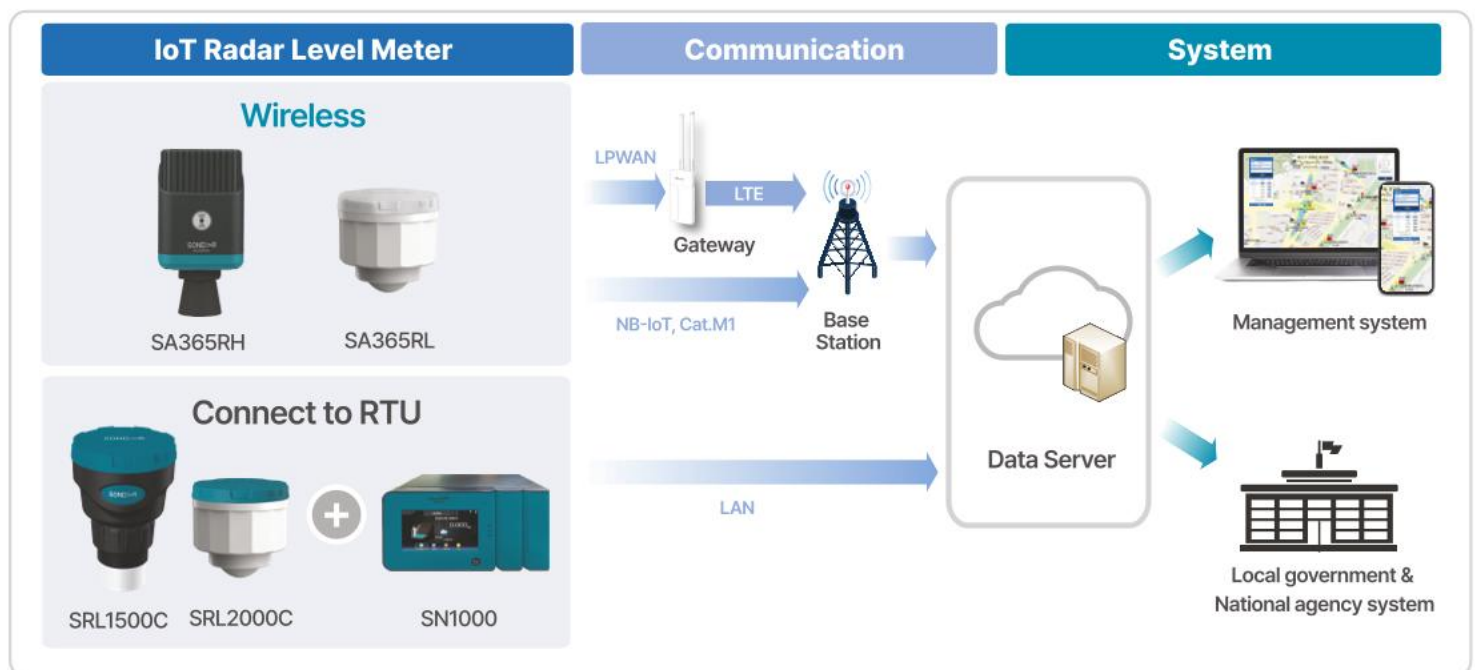 IoT Radar Level Meter
Communication
System
Wireless
SA365RH
SA365RL
LPWAN
LTE
Gateway
NB-IoT, Cat.M1
Base
Station
Data Server
Management system
Connect to RTU
SRL1500C
SRL2000C
SN1000
LAN
Local government &
National agency system